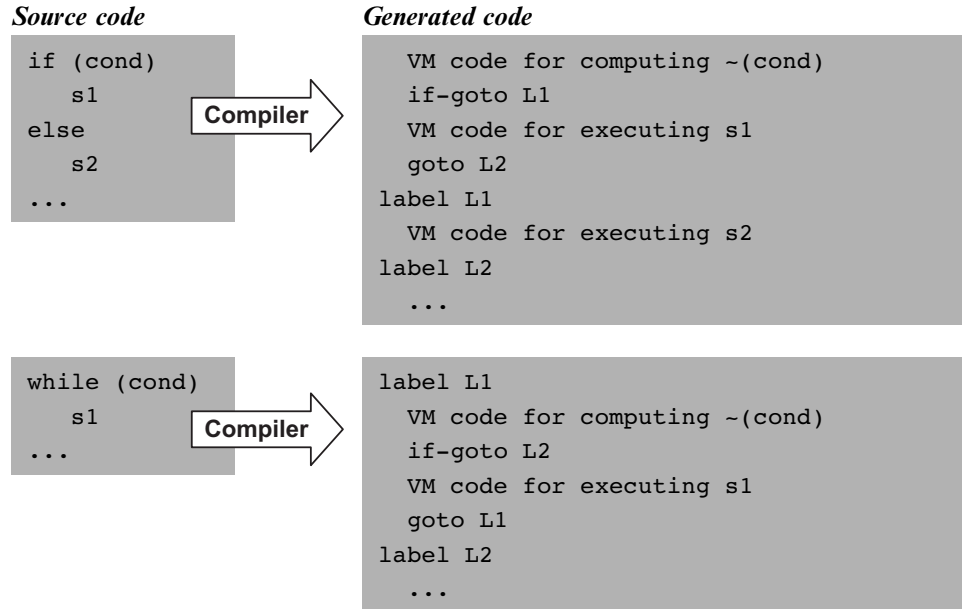 Source code
Generated code
if (cond)
s1
else
s2
...
Compiler
VM code for computing ~(cond)
if-goto L1
VM code for executing s1
goto L2
label L1
VM code for executing s2
label L2
...
while (cond)
s1
...
Compiler
label L1
VM code for computing ~(cond)
if-goto L2
VM code for executing s1
goto L1
label L2
...